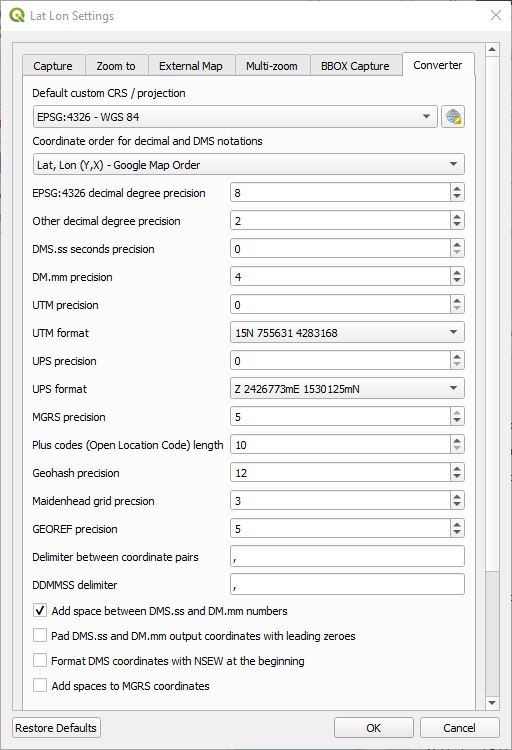 Lat Lon Settings
Capture Zoom to External Map Multi-zoom BBOX Capture Converter
Default custom CRS / projection
EPSG:4326 - WGS 84
Coordinate order for decimal and DMS notations
Lat, Lon (Y,X) - Google Map Order
EPSG:4326 decimal degree precision 8
Other decimal degree precision 2
DMS.ss seconds precision 0
DM.mm precision 4
UTM precision 0
UTM format 15N 755631 4283168
UPS precision 0
UPS format Z 2426773mE 1530125mN
MGRS precision 5
Plus codes (Open Location Code) length 10
Geohash precision 12
Maidenhead grid precsion 3
GEOREF precision 5
Delimiter between coordinate pairs ,
DDMMSS delimiter ,
Add space between DMS.ss and DM.mm numbers
Pad DMS.ss and DM.mm output coordinates with leading zeroes
Format DMS coordinates with NSEW at the beginning
Add spaces to MGRS coordinates
Restore Defaults OK Cancel